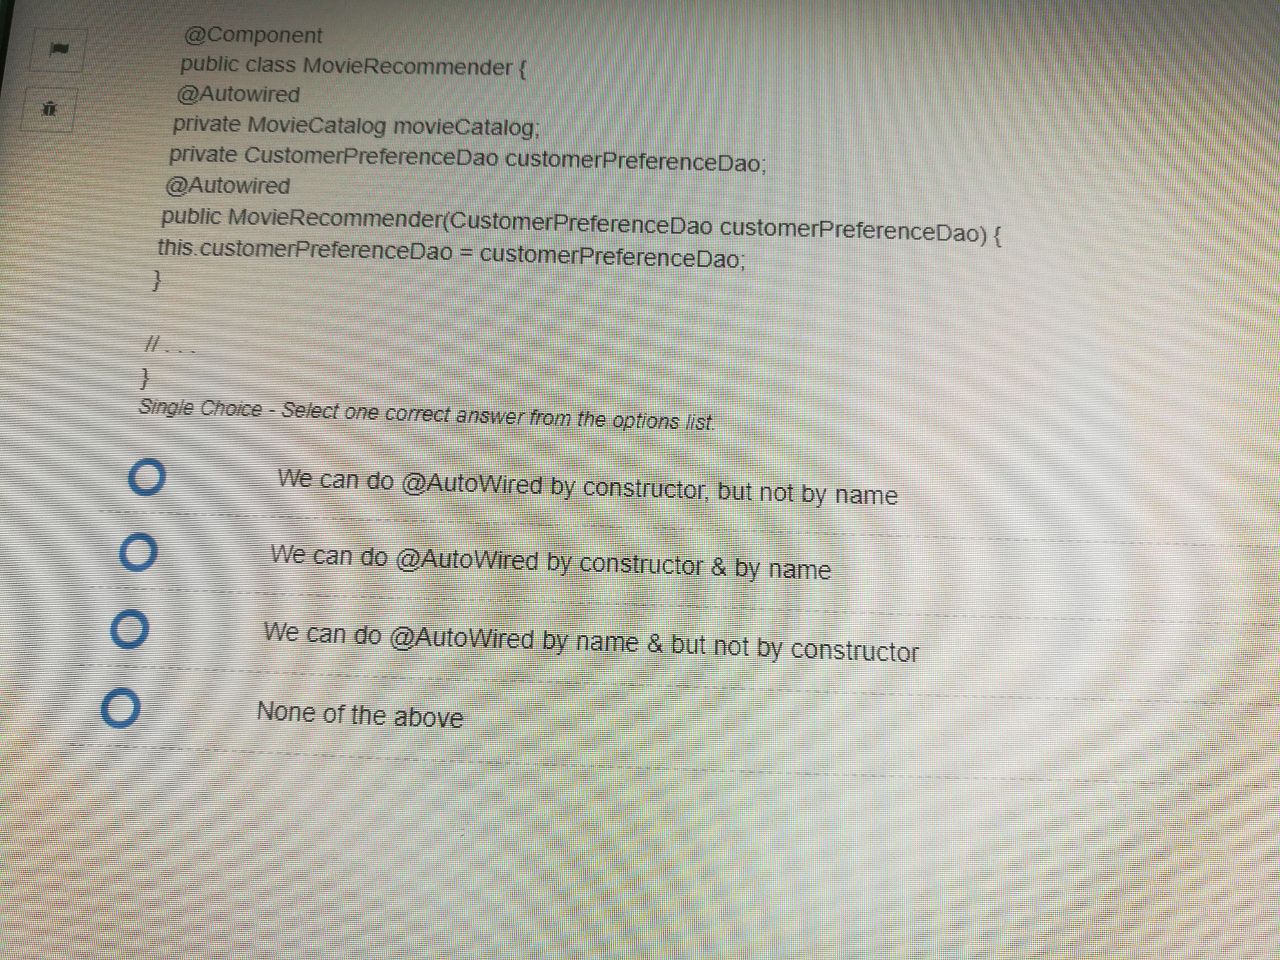 @Component
public class MovieRecommender {
@Autowired
private MovieCatalog movieCatalog;
private CustomerPreferenceDao customerPreferenceDao;
@Autowired
public MovieRecommender(CustomerPreferenceDao customerPreferenceDao) {
this.customerPreferenceDao = customerPreferenceDao;
}
// . . .
}
Single Choice - Select one correct answer from the options list.
We can do @AutoWired by constructor, but not by name
We can do @AutoWired by constructor & by name
We can do @AutoWired by name & but not by constructor
None of the above